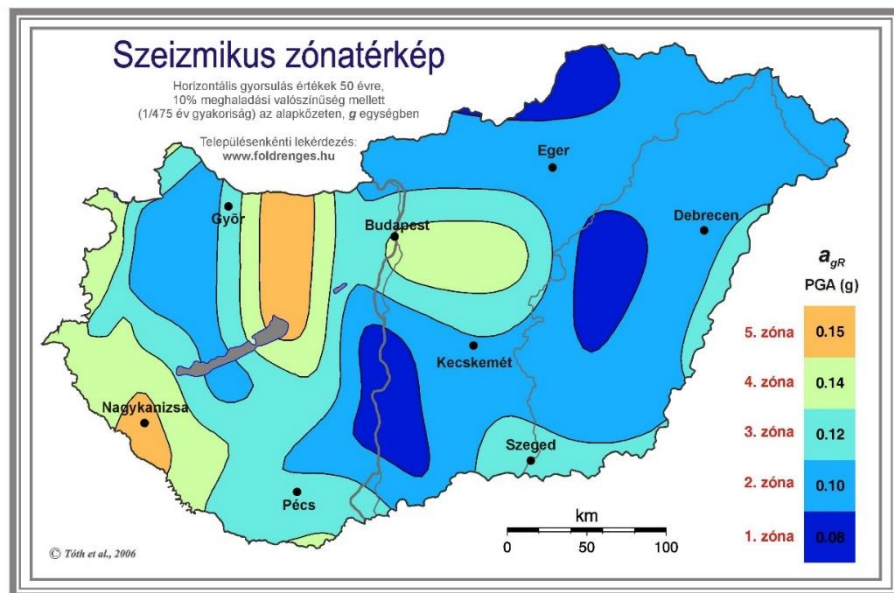 Szeizmikus zónatérkép
Horizontális gyorsulás értékek 50 évre,
10% meghaladási valószínűség mellett
(1/475 év gyakoriság) az alapkőzeten, g egységben
Településenkénti lekérdezés:
www.foldrenges.hu
Eger
Győr
Budapest
Debrecen
Kecskemét
Nagykanizsa
Szeged
Pécs
a gR
PGA (g)
5. zóna 0.15
4. zóna 0.14
3. zóna 0.12
2. zóna 0.10
1. zóna 0.08
km
0 50 100
© Tóth et al., 2006